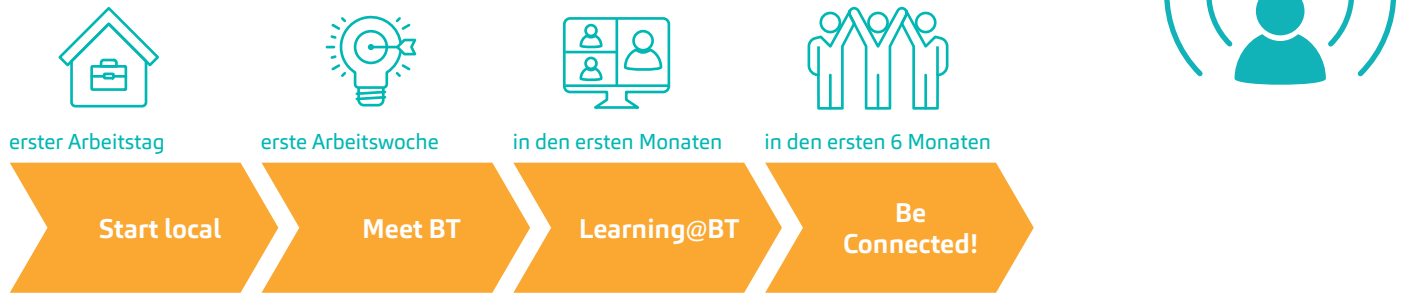 erster Arbeitstag
erste Arbeitswoche
in den ersten Monaten
in den ersten 6 Monaten
Start local
Meet BT
Learning@BT
Be
Connected!